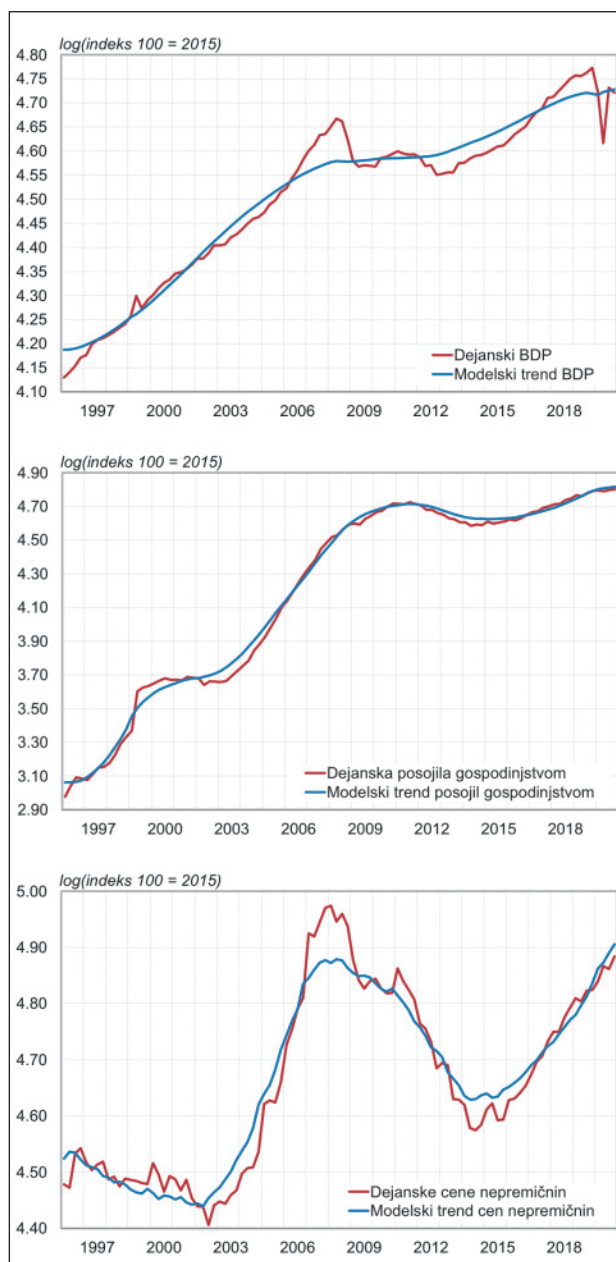 log(indeks 100 = 2015)
4.80
4.75
4.70
4.65
4.60
4.55
4.50
4.45
4.40
4.35
4.30
4.25
4.20
4.15
4.10
Dejanski BDP
Modelski trend BDP
1997 2000 2003 2006 2009 2012 2015 2018
log(indeks 100 = 2015)
4.90
4.70
4.50
4.30
4.10
3.90
3.70
3.50
3.30
3.10
2.90
Dejanska posojila gospodinjstvom
Modelski trend posojil gospodinjstvom
1997 2000 2003 2006 2009 2012 2015 2018
log(indeks 100 = 2015)
5.00
4.90
4.80
4.70
4.60
4.50
4.40
Dejanske cene nepremičnin
Modelski trend cen nepremičnin
1997 2000 2003 2006 2009 2012 2015 2018